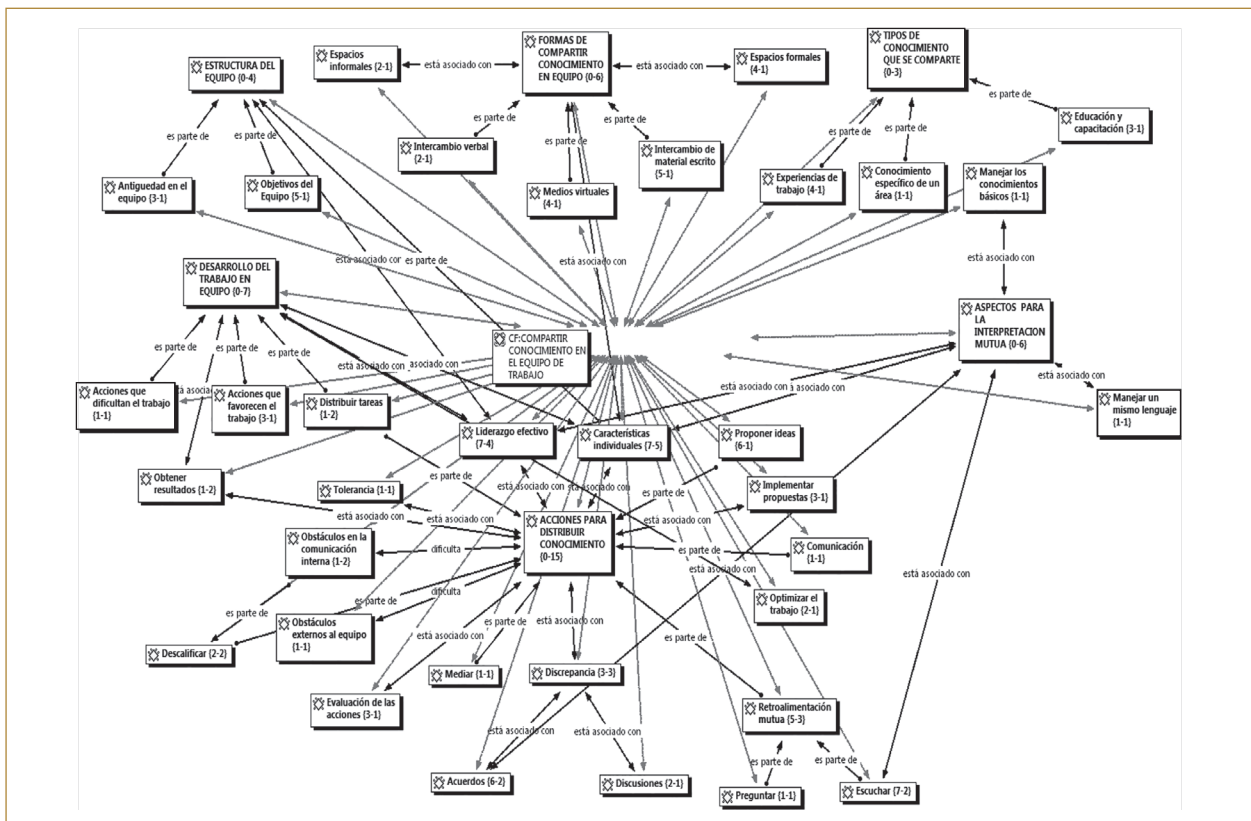 ESTRUCTURA DEL
EQUIPO {0-4}
Espacios
informales {2-1}
está asociado con
FORMAS DE
COMPARTIR
CONOCIMIENTO
EN EQUIPO {0-6}
está asociado con
Espacios formales
{4-1}
TIPOS DE
CONOCIMIENTO
QUE SE COMPARTE
{0-3}
es parte de
Educación y
capacitación {3-1}
es parte de
es parte de
es parte de
es parte de
es parte de
es parte de
es parte de
es parte de
Intercambio verbal
{2-1}
Intercambio de
material escrito
{5-1}
Antiguedad en el
equipo {3-1}
Objetivos del
Equipo {5-1}
Medios virtuales
{4-1}
Experiencias de
trabajo {4-1}
Conocimiento
específico de un
área {1-1}
Manejar los
conocimientos
básicos {1-1}
está asociado con
es parte de
está asociado con
está asociado con
DESARROLLO DEL
TRABAJO EN
EQUIPO {0-7}
ASPECTOS PARA
LA
INTERPRETACION
MUTUA {0-6}
CF:COMPARTIR
CONOCIMIENTO EN
EL EQUIPO DE
TRABAJO
es parte de
es parte de
es parte de
está asociado con
está asociado con
está asociado con
Acciones que
dificultan el trabajo
{1-1}
Acciones que
favorecen el
trabajo {3-1}
Distribuir tareas
{1-2}
Manejar un
mismo lenguaje
{1-1}
Liderazgo efectivo
{7-4}
Características
individuales {7-5}
Proponer ideas
{6-1}
es parte de
Obtener
resultados {1-2}
Tolerancia {1-1}
está asociado con
es parte de
Implementar
propuestas {3-1}
está asociado con
está asociado con
está asociado con
ACCIONES PARA
DISTRIBUIR
CONOCIMIENTO
{0-15}
Obstáculos en la
comunicación
interna {1-2}
dificulta
es parte de
Comunicación
{1-1}
está asociado con
es parte de
es parte de
dificulta
Optimizar el
trabajo {2-1}
Obstáculos
externos al equipo
{1-1}
es parte de
está asociado con
está asociado con
es parte de
Descalificar {2-2}
Mediar {1-1}
Discrepancia {3-3}
Evaluación de las
acciones {3-1}
Retroalimentación
mutua {5-3}
está asociado con
está asociado con
es parte de
es parte de
Acuerdos {6-2}
Discusiones {2-1}
Preguntar {1-1}
Escuchar {7-2}